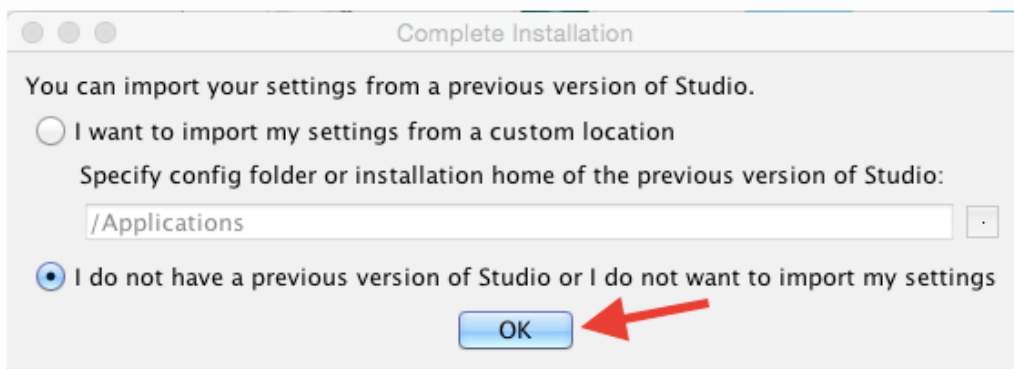 Complete Installation
You can import your settings from a previous version of Studio.
I want to import my settings from a custom location
Specify config folder or installation home of the previous version of Studio:
/Applications
I do not have a previous version of Studio or I do not want to import my settings
OK